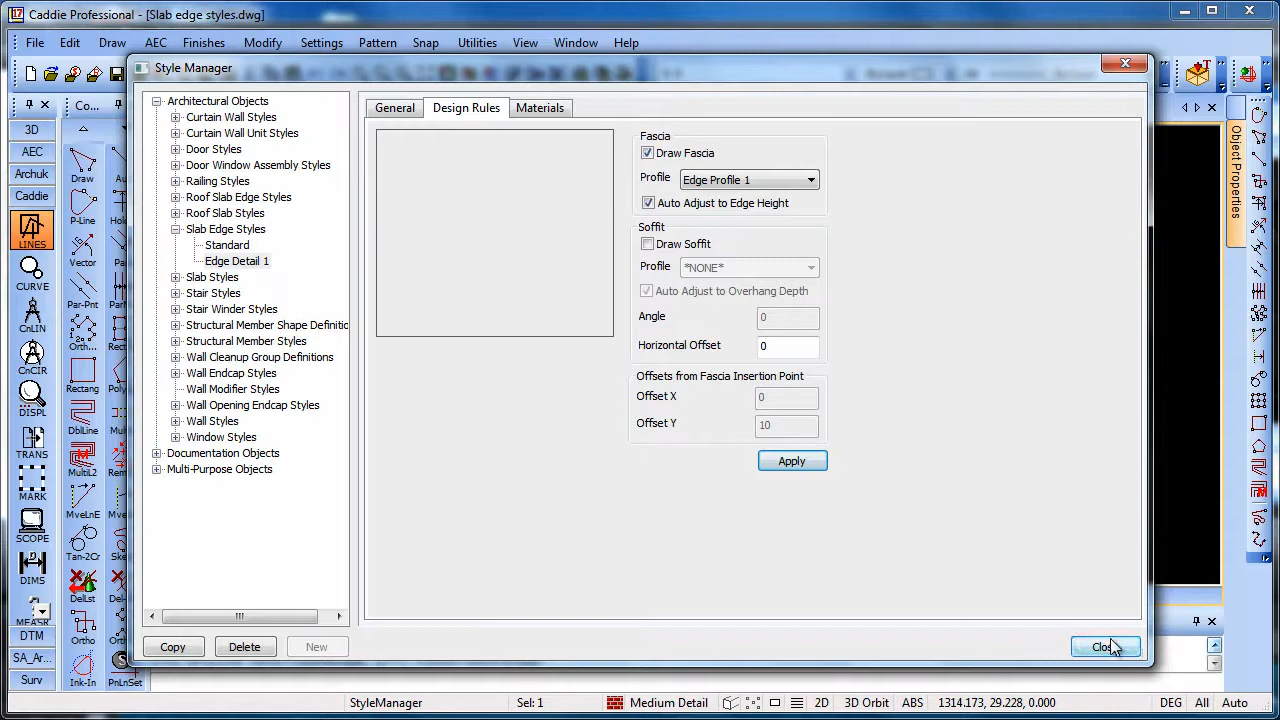 Caddie Professional - [Slab edge styles.dwg]
File Edit Draw AEC Finishes Modify Settings Pattern Snap Utilities View Window Help
Style Manager
Co...
3D
AEC
Archuk
Caddie
LINES
CURVE
CnLIN
CnCIR
DISPL
TRANS
MARK
SCOPE
DIMS
DTM
SA_Ar...
Surv
Draw
P-Line
Vector
Par-Pnt
Orth...
Rectang
DblLine
MultL2
MveLnE
Tan-2Cr
DelLst
Ortho
Ink-In
PnLnSet
Architectural Objects
Curtain Wall Styles
Curtain Wall Unit Styles
Door Styles
Door Window Assembly Styles
Railing Styles
Roof Slab Edge Styles
Roof Slab Styles
Slab Edge Styles
Standard
Edge Detail 1
Slab Styles
Stair Styles
Stair Winder Styles
Structural Member Shape Definitic
Structural Member Styles
Wall Cleanup Group Definitions
Wall Endcap Styles
Wall Modifier Styles
Wall Opening Endcap Styles
Wall Styles
Window Styles
Documentation Objects
Multi-Purpose Objects
General Design Rules Materials
Fascia
Draw Fascia
Profile Edge Profile 1
Auto Adjust to Edge Height
Soffit
Draw Soffit
Profile *NONE*
Auto Adjust to Overhang Depth
Angle 0
Horizontal Offset 0
Offsets from Fascia Insertion Point
Offset X 0
Offset Y 10
Apply
Copy Delete New
Object Properties
StyleManager Sel: 1 Medium Detail 2D 3D Orbit ABS 1314.173, 29.228, 0.000 DEG All Auto